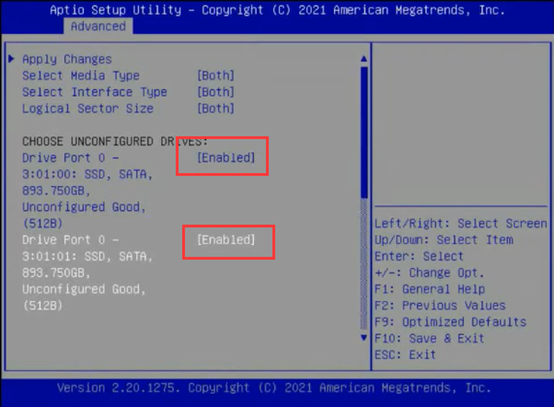 Aptio Setup Utility – Copyright (C) 2021 American Megatrends, Inc.
Advanced
Apply Changes
Select Media Type [Both]
Select Interface Type [Both]
Logical Sector Size [Both]
CHOOSE UNCONFIGURED DRIVES:
Drive Port 0 – [Enabled]
3:01:00: SSD, SATA,
893.750GB,
Unconfigured Good,
(512B)
Drive Port 0 – [Enabled]
3:01:01: SSD, SATA,
893.750GB,
Unconfigured Good,
(512B)
Left/Right: Select Screen
Up/Down: Select Item
Enter: Select
+/-: Change Opt.
F1: General Help
F2: Previous Values
F9: Optimized Defaults
F10: Save & Exit
ESC: Exit
Version 2.20.1275. Copyright (C) 2021 American Megatrends, Inc.